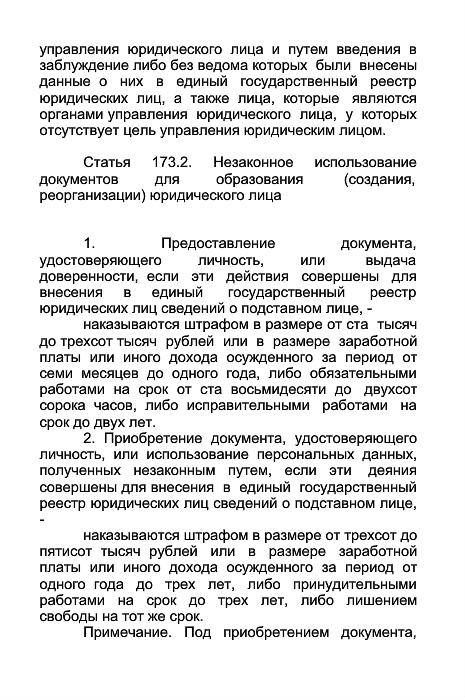 управления юридического лица и путем введения в
заблуждение либо без ведома которых были внесены
данные о них в единый государственный реестр
юридических лиц, а также лица, которые являются
органами управления юридического лица, у которых
отсутствует цель управления юридическим лицом.
Статья 173.2. Незаконное использование
документов для образования (создания,
реорганизации) юридического лица
1. Предоставление документа,
удостоверяющего личность, или выдача
доверенности, если эти действия совершены для
внесения в единый государственный реестр
юридических лиц сведений о подставном лице, -
наказываются штрафом в размере от ста тысяч
до трехсот тысяч рублей или в размере заработной
платы или иного дохода осужденного за период от
семи месяцев до одного года, либо обязательными
работами на срок от ста восьмидесяти до двухсот
сорока часов, либо исправительными работами на
срок до двух лет.
2. Приобретение документа, удостоверяющего
личность, или использование персональных данных,
полученных незаконным путем, если эти деяния
совершены для внесения в единый государственный
реестр юридических лиц сведений о подставном лице,
-
наказываются штрафом в размере от трехсот до
пятисот тысяч рублей или в размере заработной
платы или иного дохода осужденного за период от
одного года до трех лет, либо принудительными
работами на срок до трех лет, либо лишением
свободы на тот же срок.
Примечание. Под приобретением документа,